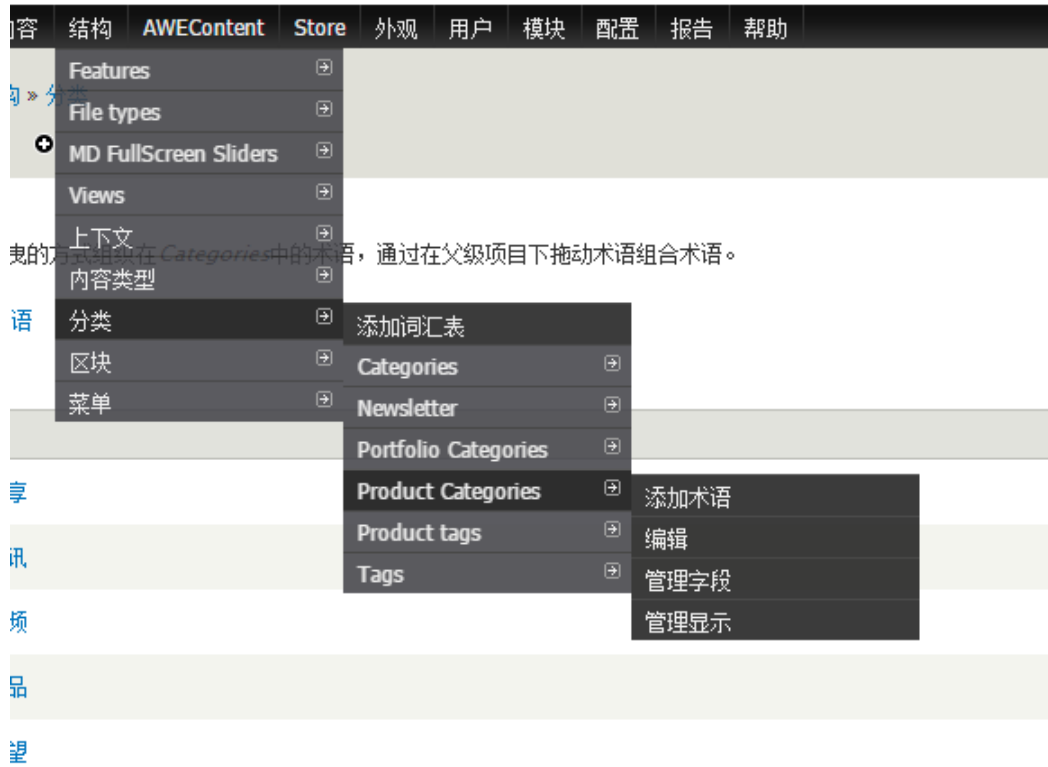 容 结构 AWEContent Store 外观 用户 模块 配置 报告 帮助
Features
» 分类
File types
MD FullScreen Sliders
Views
上下文
的方式组织在 Categories中的术语，通过在父级项目下拖动术语组合术语。
内容类型
语
分类
添加词汇表
区块
Categories
菜单
Newsletter
Portfolio Categories
享
Product Categories
添加术语
Product tags
编辑
讯
Tags
管理字段
频
管理显示
品
望